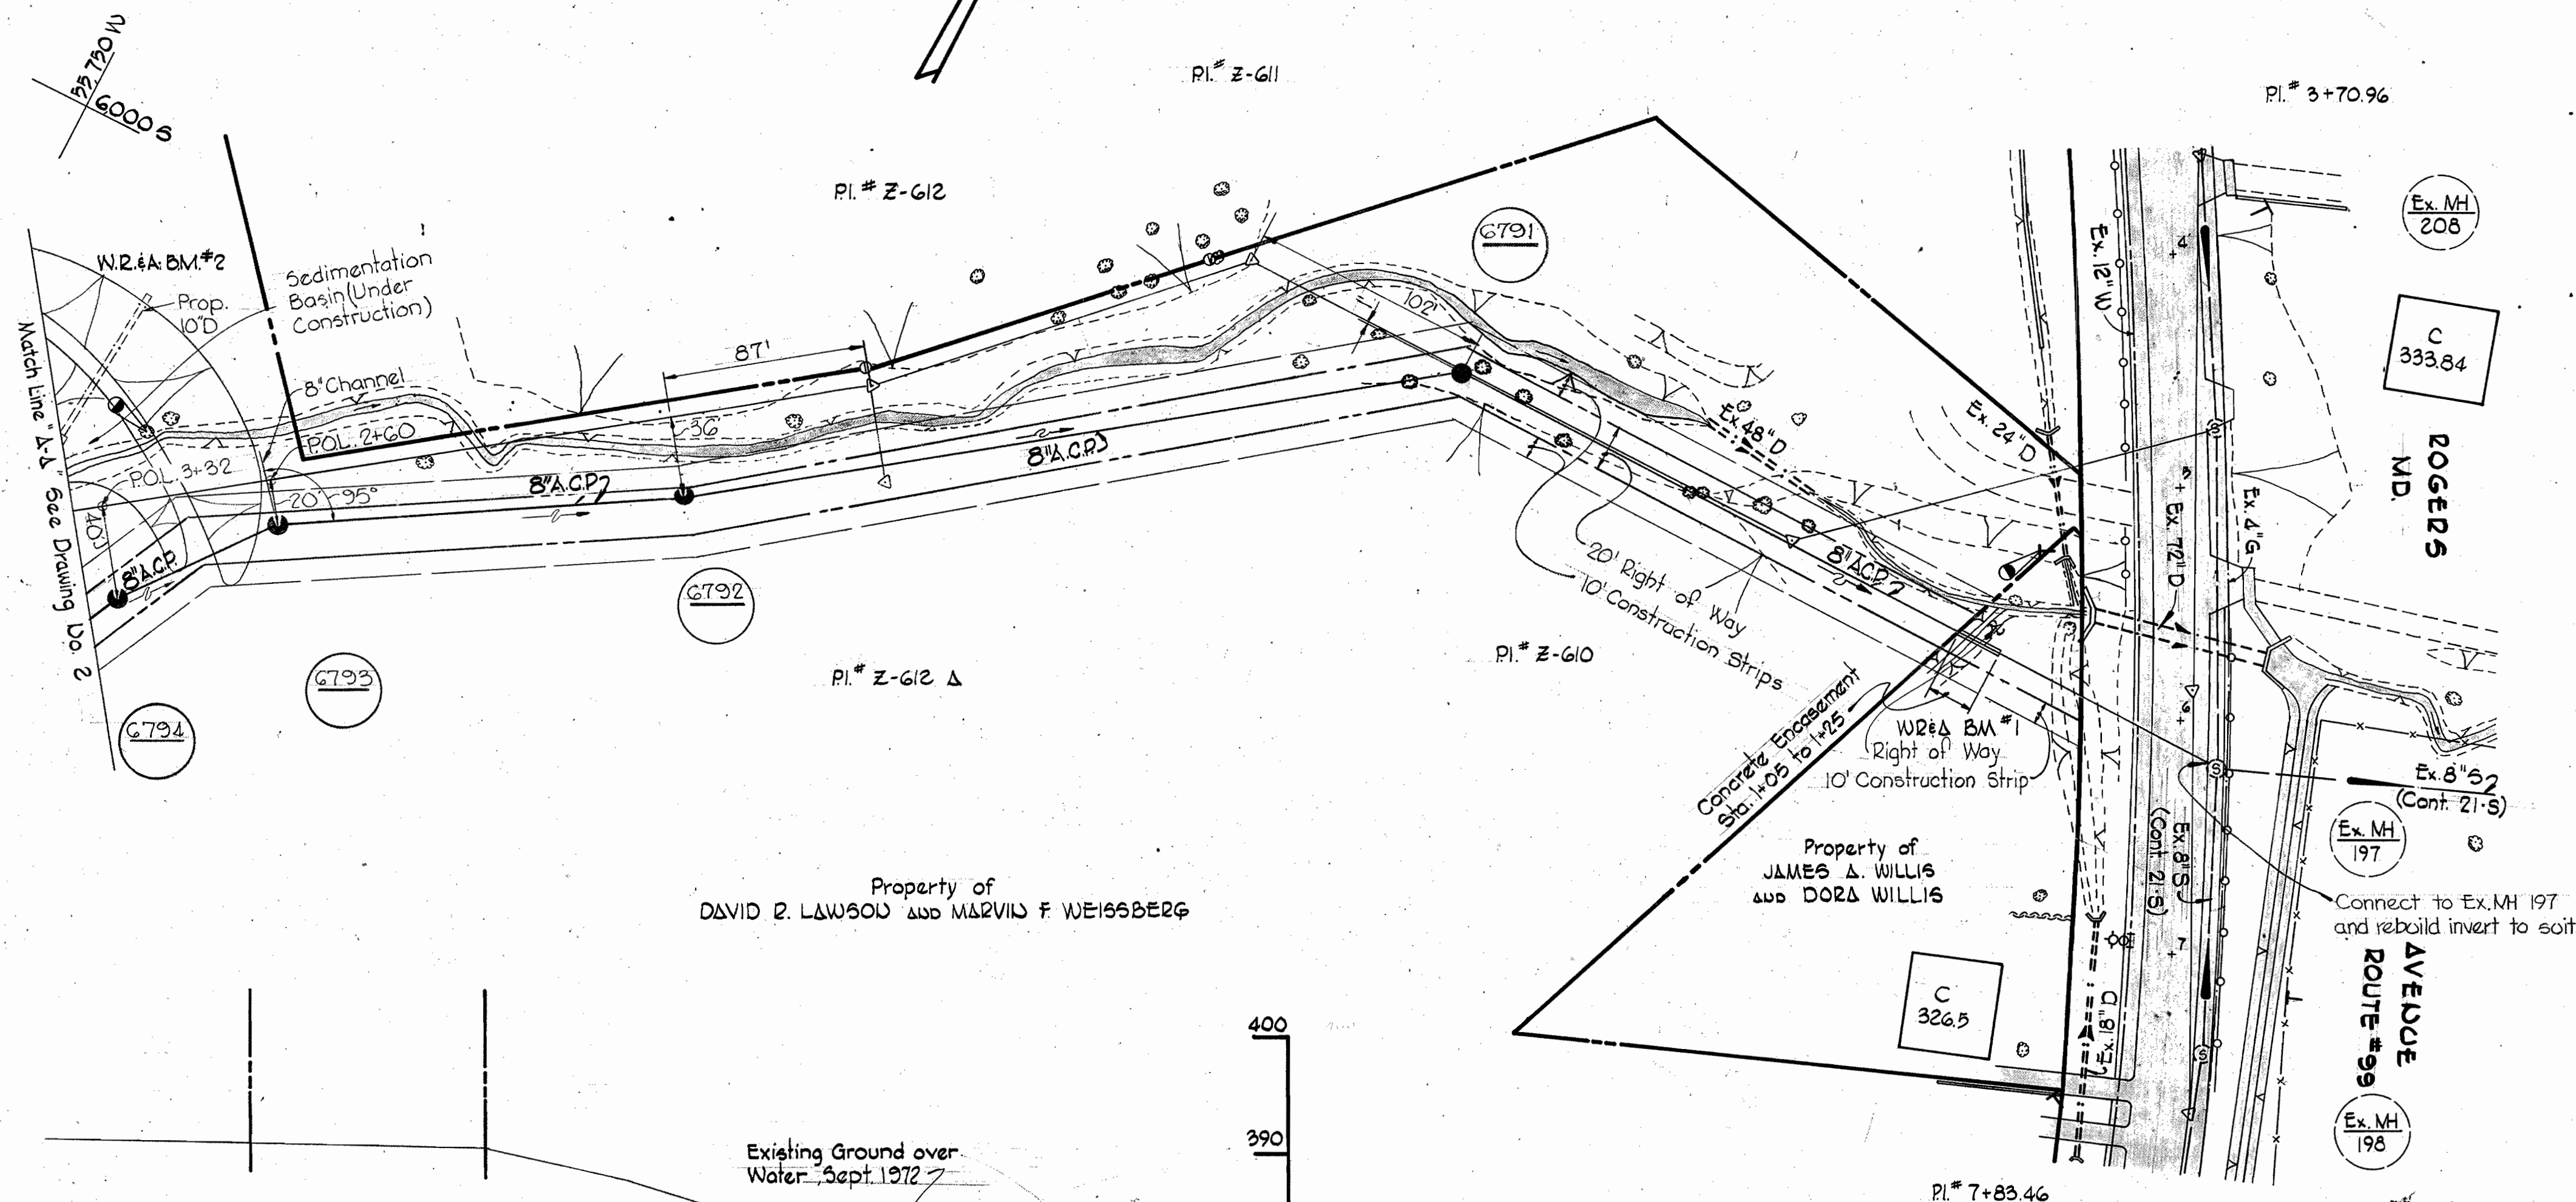 55,750 W
6,000 S
P.I.# Z-611
P.I.# 3+70.96
P.I.# Z-612
W.R.&A. B.M.#2
Prop.
10"D
Sedimentation
Basin (Under
Construction)
6791
Ex. MH
208
C
333.84
Ex. 12" W
4
Match Line "A-A" See Drawing No. 2
8" Channel
P.O.L. 2+60
P.O.L. 3+32
40'
20'
95°
87'
36'
102'
8" A.C.P.
8" A.C.P.
8" A.C.P.
8" A.C.P.
Ex. 48" D
Ex. 24" D
5
Ex. 72" D
Ex. 4" G
ROGERS
MD.
20' Right of Way
10' Construction Strips
6792
6793
6794
P.I.# Z-612 A
P.I.# Z-610
Concrete Encasement
Sta. 1+05 to 1+25
W.R&A BM #1
Right of Way
10' Construction Strip
6
Ex. 8" S
(Cont. 21-S)
Ex. MH
197
Connect to Ex. MH 197
and rebuild invert to suit
Ex. 8" S
(Cont. 21-S)
7
Property of
JAMES A. WILLIS
AND DORA WILLIS
Property of
DAVID R. LAWSON AND MARVIN F. WEISSBERG
C
326.5
Ex. 18" D
AVENUE
ROUTE #99
Ex. MH
198
400
390
Existing Ground over
Water, Sept. 1972
P.I.# 7+83.46